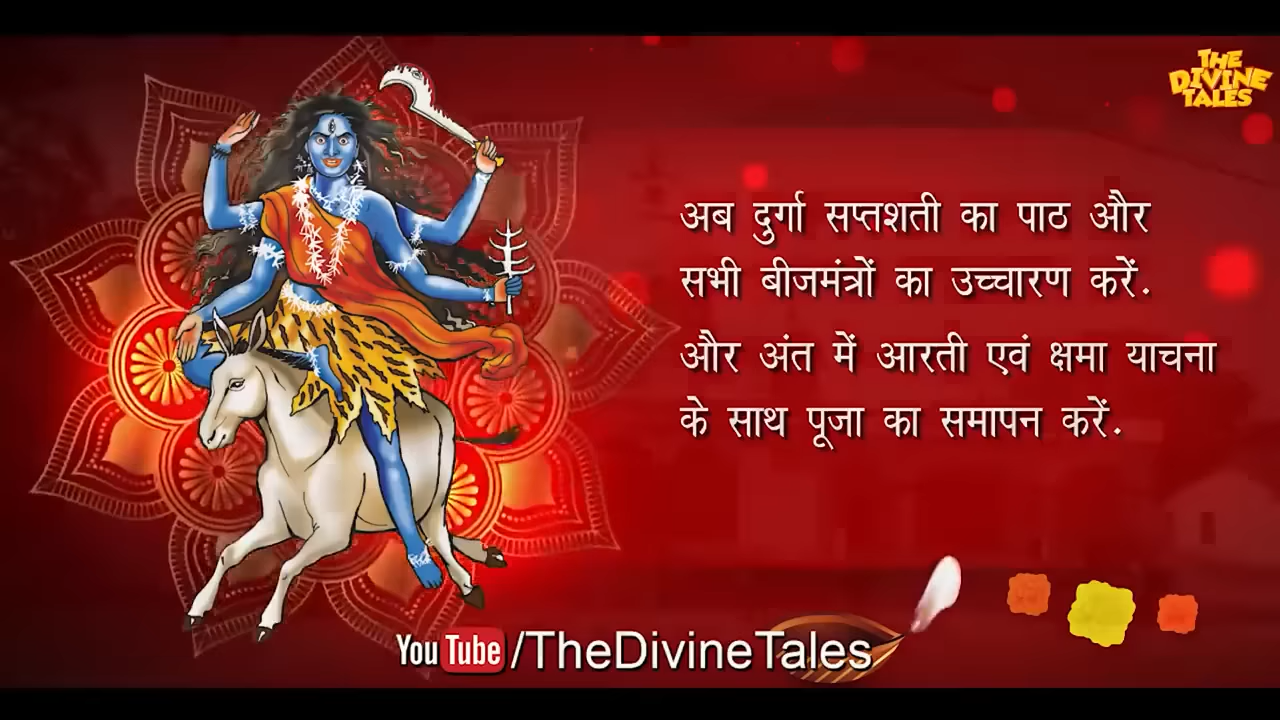 THE
DIVINE
TALES
अब दुर्गा सप्तशती का पाठ और
सभी बीजमंत्रों का उच्चारण करें.
और अंत में आरती एवं क्षमा याचना
के साथ पूजा का समापन करें.
YouTube/TheDivineTales